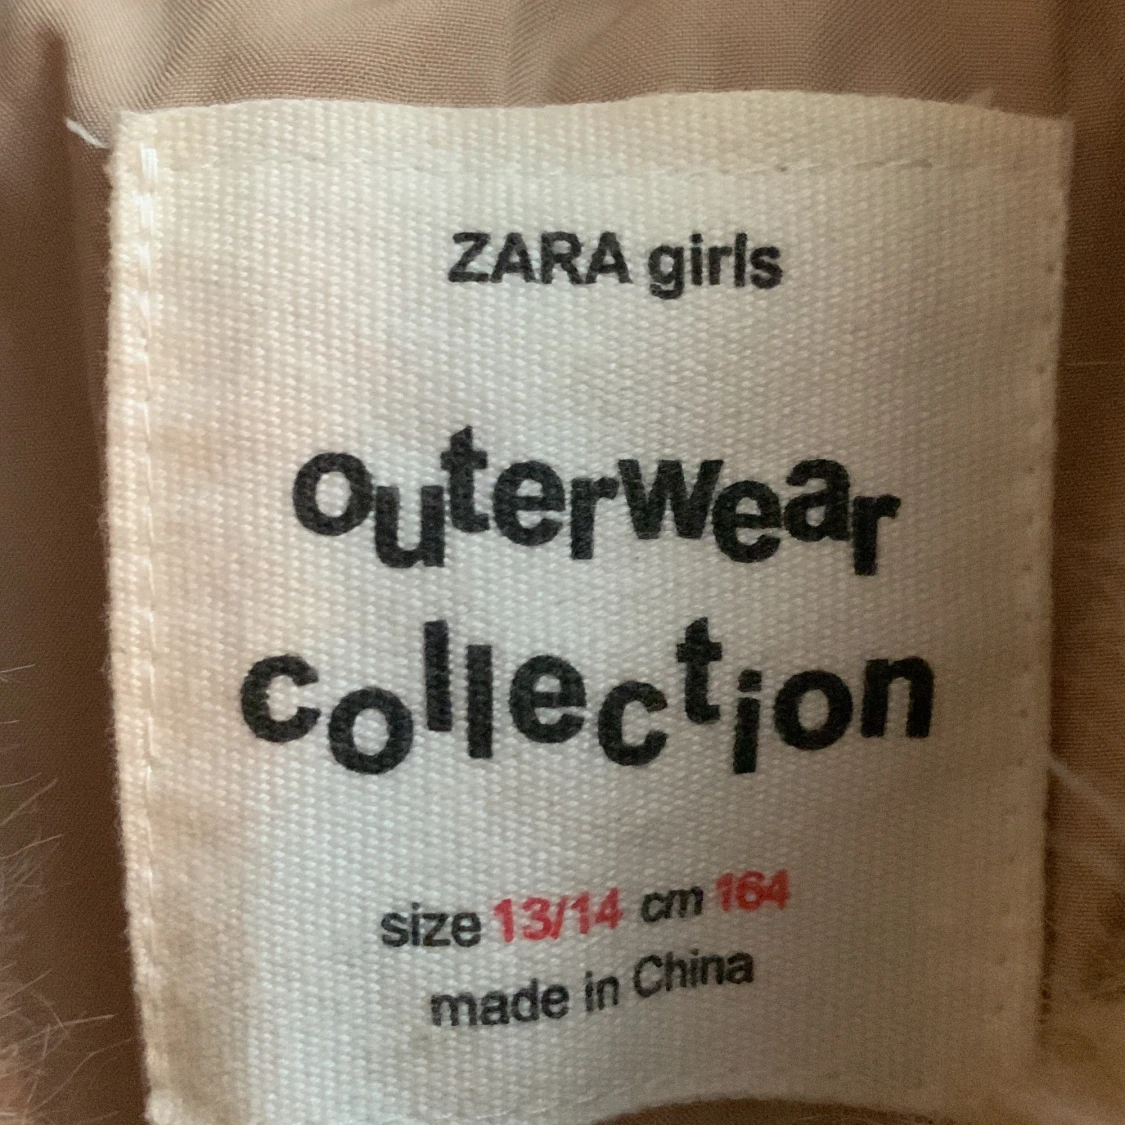 ZARA girls
outerwear
collection
size 13/14 cm 164
made in China